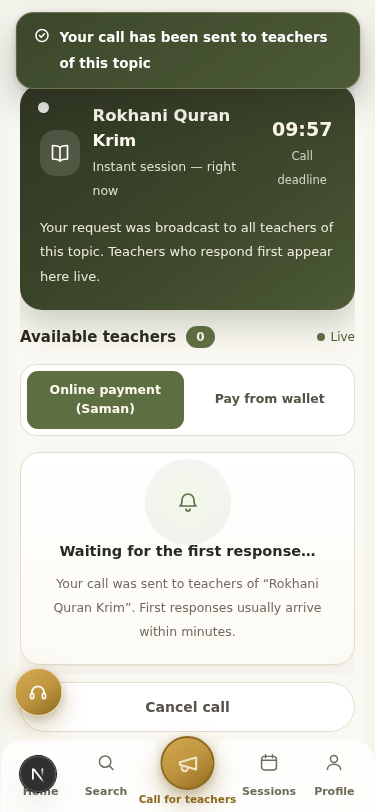 Your call has been sent to teachers
of this topic
Rokhani Quran
Krim
Instant session — right
now
09:57
Call
deadline
Your request was broadcast to all teachers of
this topic. Teachers who respond first appear
here live.
Available teachers 0
Live
Online payment
(Saman)
Pay from wallet
Waiting for the first response…
Your call was sent to teachers of “Rokhani
Quran Krim”. First responses usually arrive
within minutes.
Cancel call
N
Home
Search
Call for teachers
Sessions
Profile